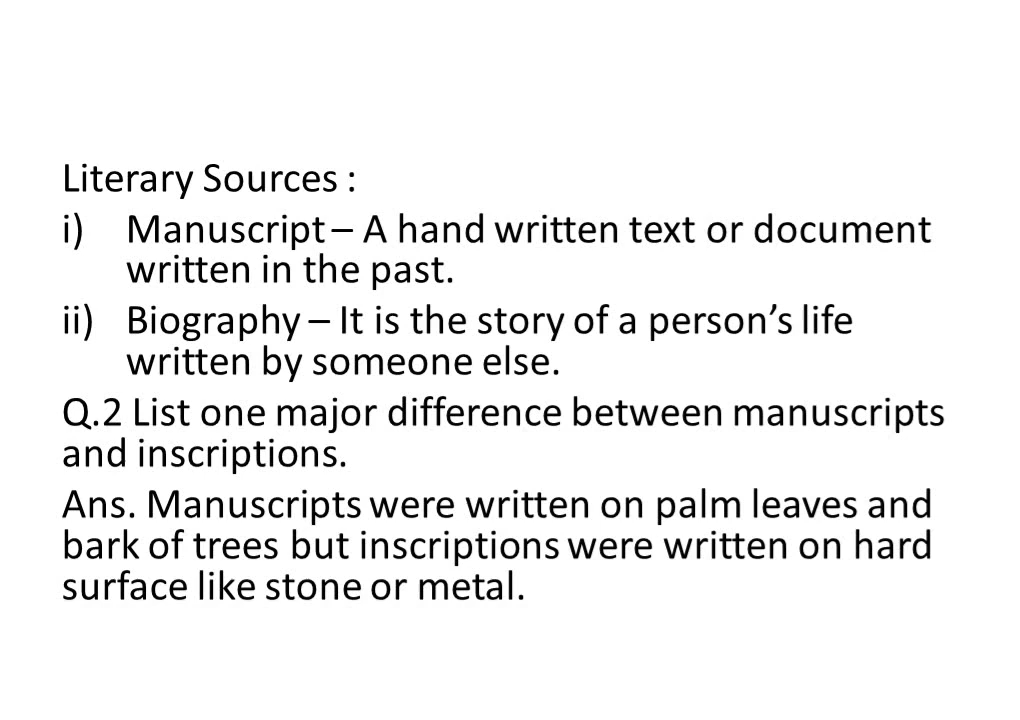 Literary Sources :
i) Manuscript – A hand written text or document
written in the past.
ii) Biography – It is the story of a person’s life
written by someone else.
Q.2 List one major difference between manuscripts
and inscriptions.
Ans. Manuscripts were written on palm leaves and
bark of trees but inscriptions were written on hard
surface like stone or metal.